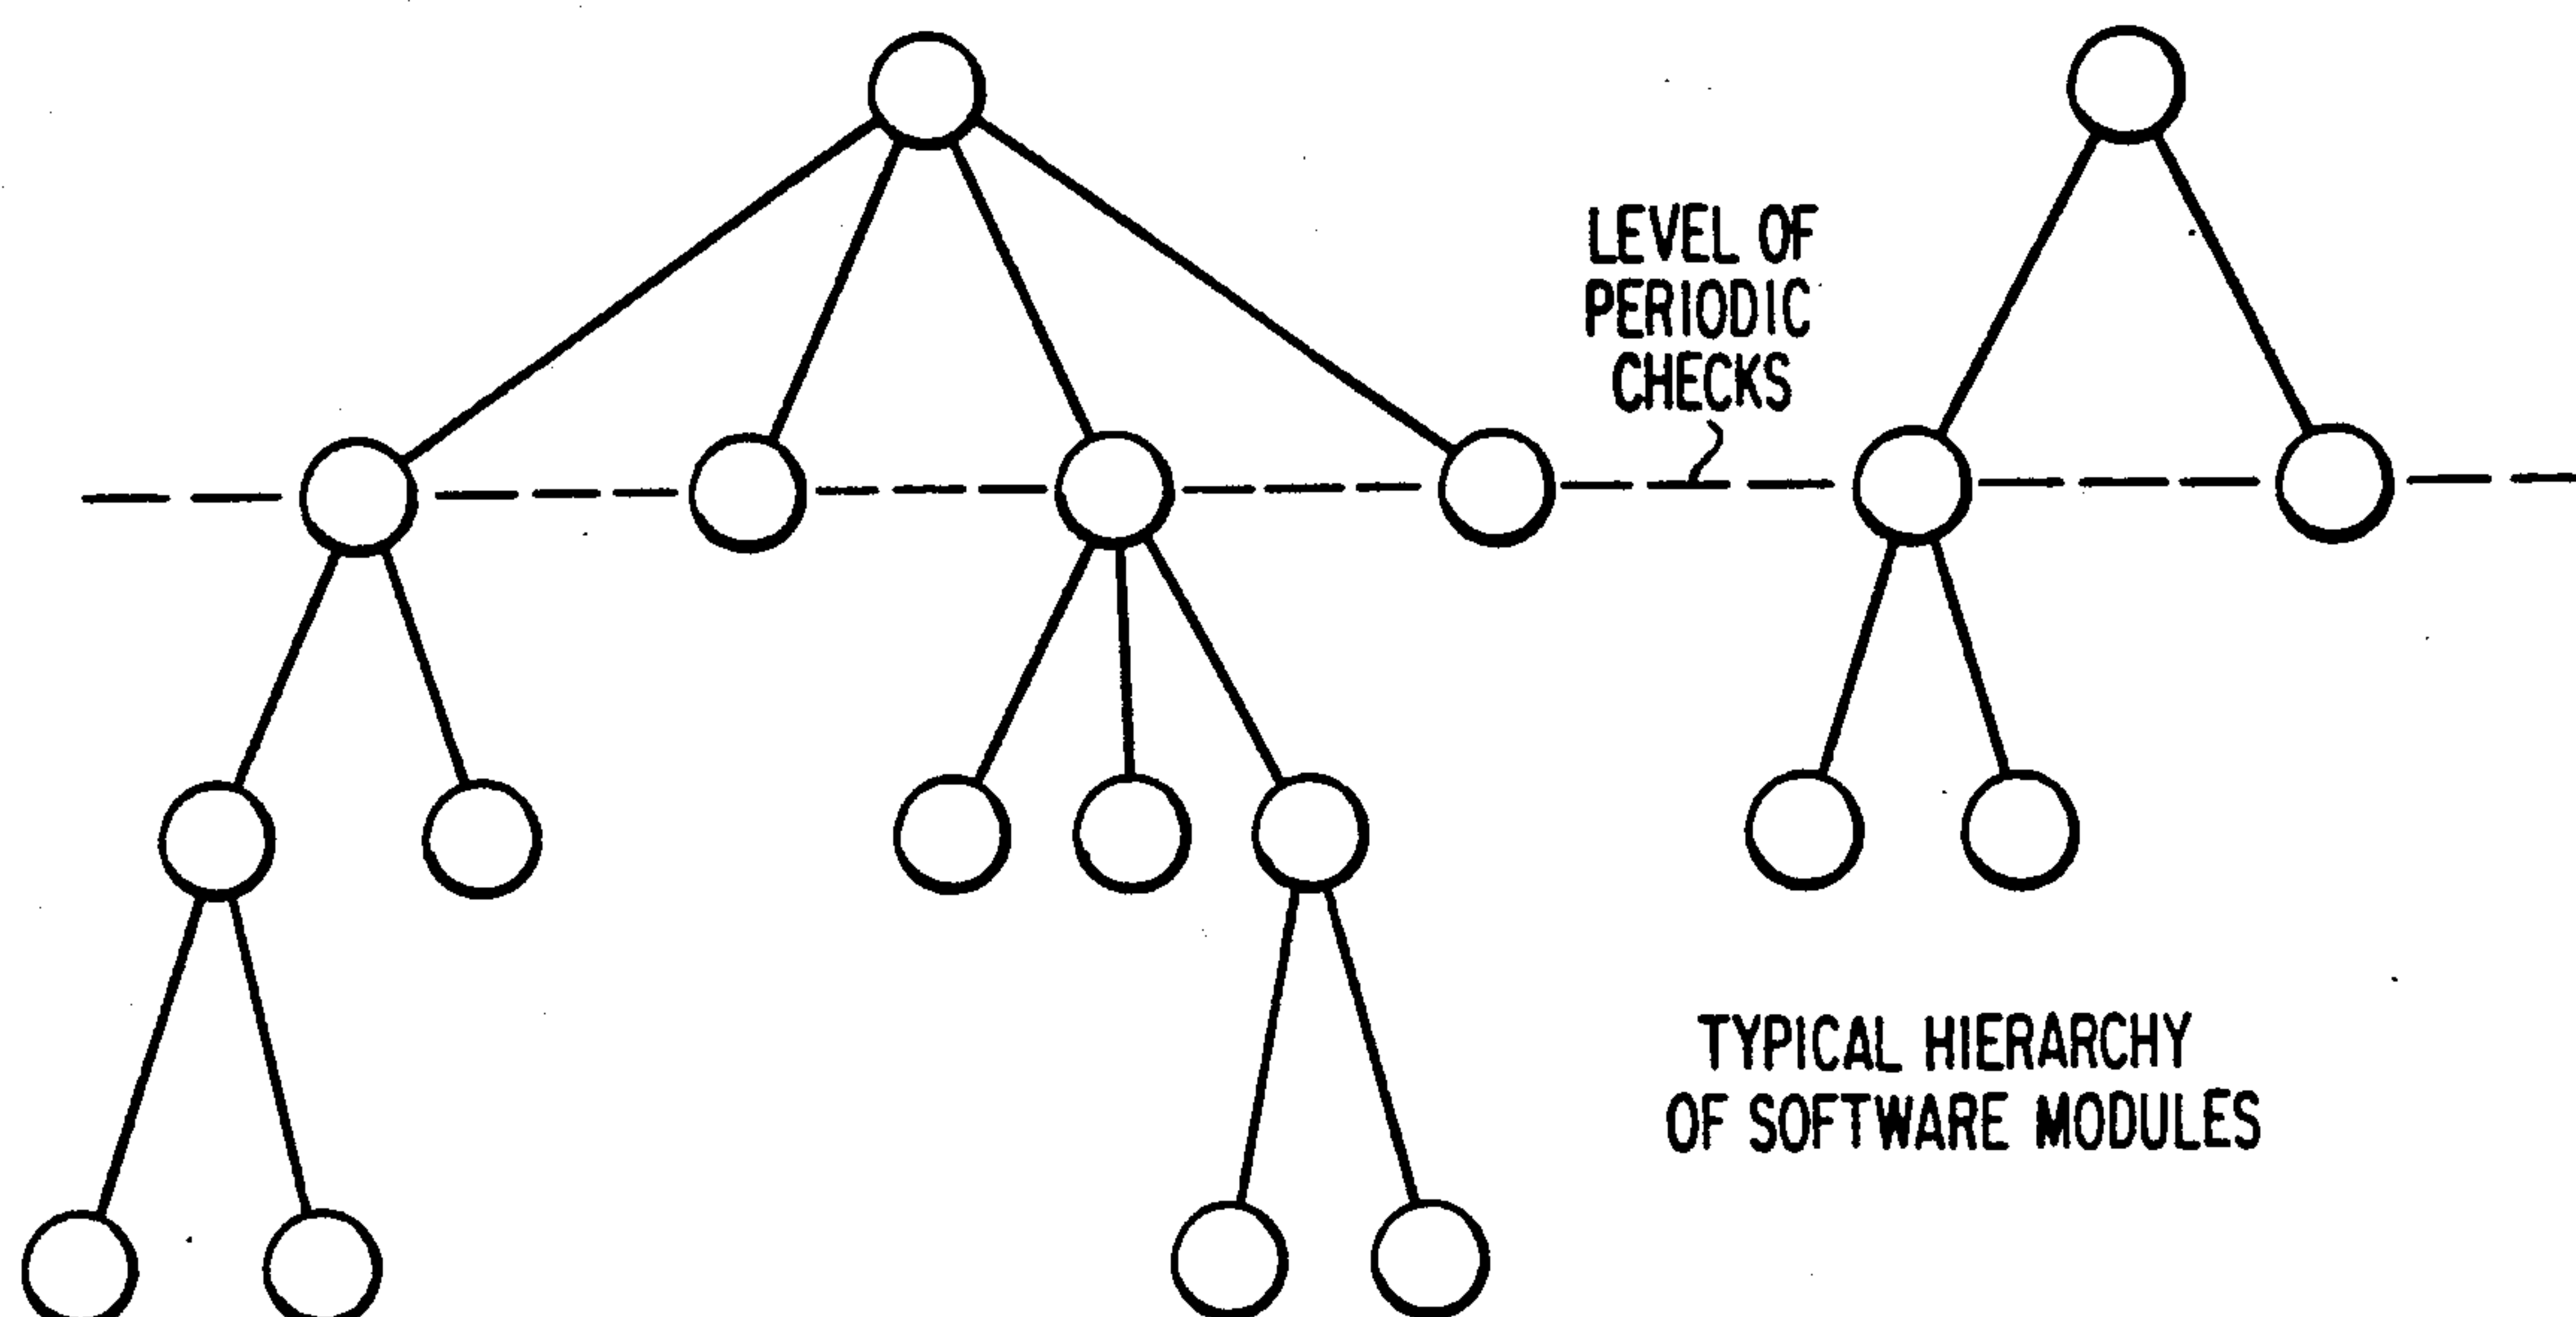 LEVEL OF
PERIODIC
CHECKS
TYPICAL HIERARCHY
OF SOFTWARE MODULES